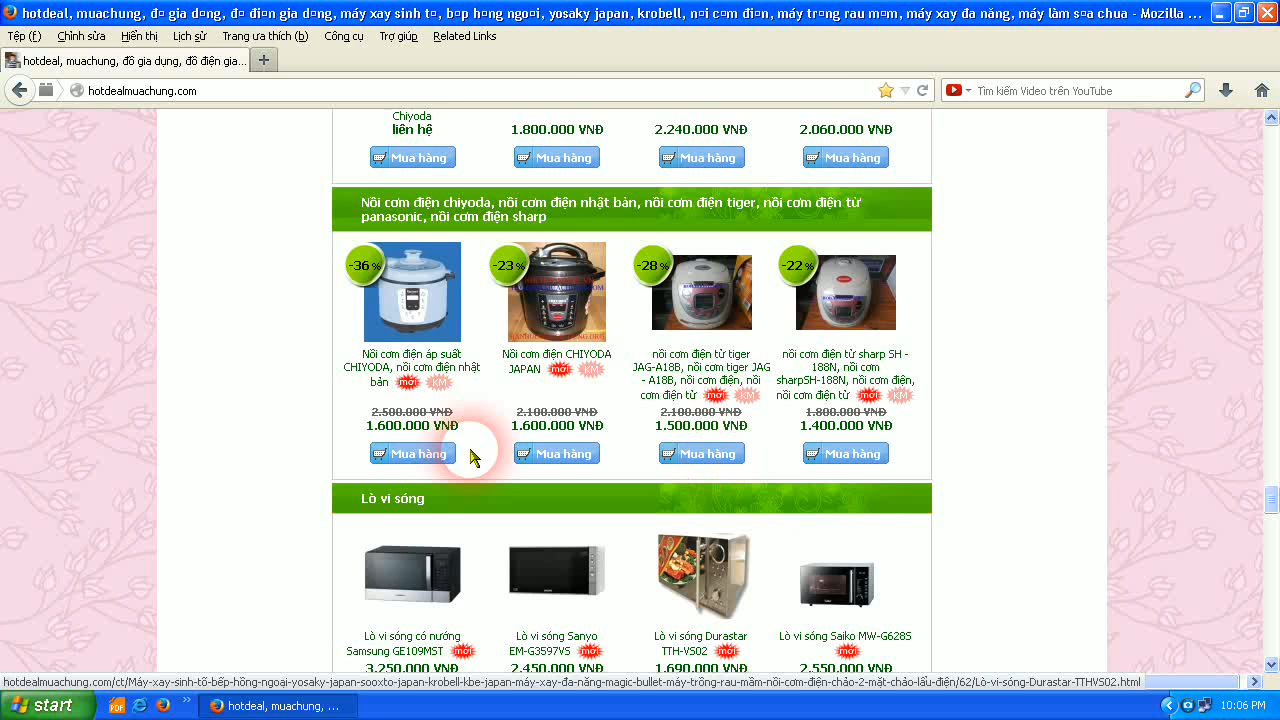 hotdeal, muachung, đồ gia dụng, đồ điện gia dụng, máy xay sinh tố, bếp hồng ngoại, yosaky japan, krobell, nồi cơm điện, máy trồng rau mầm, máy xay đa năng, máy làm sữa chua - Mozilla ...
Tệp (f) Chỉnh sửa Hiển thị Lịch sử Trang ưa thích (b) Công cụ Trợ giúp Related Links
hotdeal, muachung, đồ gia dụng, đồ điện gia...
hotdealmuachung.com
Tìm kiếm Video trên YouTube
Chiyoda
liên hệ 1.800.000 VNĐ 2.240.000 VNĐ 2.060.000 VNĐ
Mua hàng Mua hàng Mua hàng Mua hàng
Nồi cơm điện chiyoda, nồi cơm điện nhật bản, nồi cơm điện tiger, nồi cơm điện từ
panasonic, nồi cơm điện sharp
-36 % -23 % -28 % -22 %
Nồi cơm điện áp suất
CHIYODA, nồi cơm điện nhật
bản mới KM
Nồi cơm điện CHIYODA
JAPAN mới KM
nồi cơm điện từ tiger
JAG-A18B, nồi cơm tiger JAG
- A18B, nồi cơm điện, nồi
cơm điện từ mới KM
nồi cơm điện từ sharp SH -
188N, nồi cơm
sharpSH-188N, nồi cơm điện,
nồi cơm điện từ mới KM
2.500.000 VNĐ 2.100.000 VNĐ 2.100.000 VNĐ 1.800.000 VNĐ
1.600.000 VNĐ 1.600.000 VNĐ 1.500.000 VNĐ 1.400.000 VNĐ
Mua hàng Mua hàng Mua hàng Mua hàng
Lò vi sóng
Lò vi sóng có nướng
Samsung GE109MST mới
Lò vi sóng Sanyo
EM-G3597VS mới
Lò vi sóng Durastar
TTH-VS02 mới
Lò vi sóng Saiko MW-G628S
mới
3.250.000 VNĐ 2.450.000 VNĐ 1.690.000 VNĐ 2.550.000 VNĐ
hotdealmuachung.com/ct/Máy-xay-sinh-tố-bếp-hồng-ngoại-yosaky-japan-sooxto-japan-krobell-kbe-japan-máy-xay-đa-năng-magic-bullet-máy-trồng-rau-mầm-nồi-cơm-điện-chảo-2-mặt-chảo-lẩu-điện/62/Lò-vi-sóng-Durastar-TTHVS02.html
start
hotdeal, muachung, ...
10:06 PM